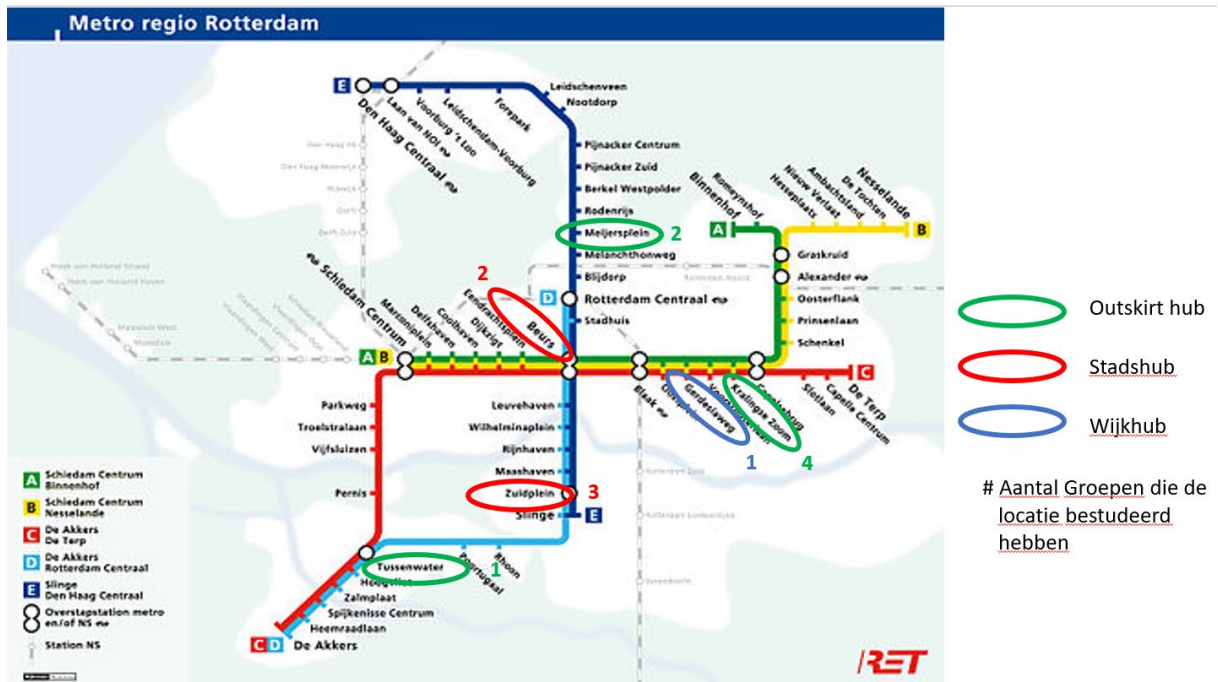 Metro regio Rotterdam
E
Den Haag Centraal
Laan van NOI
Voorburg 't Loo
Leidschendam-Voorburg
Forepark
Leidschenveen
Nootdorp
Pijnacker Centrum
Pijnacker Zuid
Berkel Westpolder
Rodenrijs
Meijersplein
2
Melanchthonweg
Blijdorp
D
Rotterdam Centraal
Stadhuis
A
Binnenhof
Romeynshof
Hesseplaats
Nieuw Verlaat
Ambachtsland
De Tochten
Nesselande
B
Graskruid
Alexander
Oosterflank
Prinsenlaan
Schenkel
2
A B
Schiedam Centrum
Marconiplein
Delfshaven
Coolhaven
Dijkzigt
Eendrachtsplein
Beurs
Blaak
Gerdesiaweg
Kralingse Zoom
Slotlaan
Capelle Centrum
De Terp
C
1
4
Parkweg
Troelstralaan
Vijfsluizen
Pernis
Leuvehaven
Wilhelminaplein
Rijnhaven
Maashaven
Zuidplein
3
Slinge
E
Tussenwater
1
Poortugaal
Rhoon
Hoogvliet
Zalmplaat
Spijkenisse Centrum
Heemraadlaan
C D De Akkers
A Schiedam Centrum
Binnenhof
B Schiedam Centrum
Nesselande
C De Akkers
De Terp
D De Akkers
Rotterdam Centraal
E Slinge
Den Haag Centraal
Overstapstation metro
en/of NS
Station NS
RET
Outskirt hub
Stadshub
Wijkhub
# Aantal Groepen die de
locatie bestudeerd
hebben